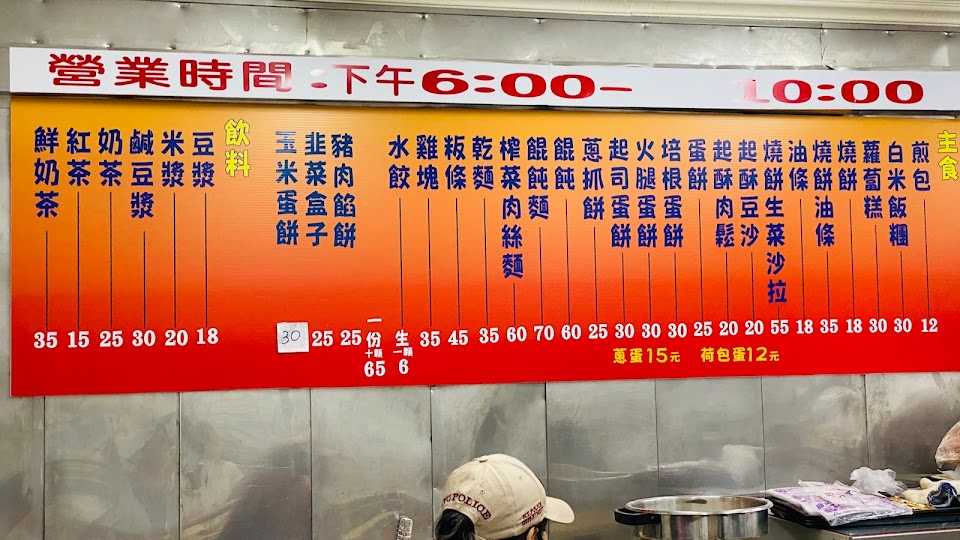 營業時間 . 下午6:00— 10:00
主食
煎包 12
白米飯糰 30
蘿蔔糕 30
燒餅 18
燒餅油條 35
油條 18
燒餅生菜沙拉 55
起酥豆沙 20
起酥肉鬆 20
蛋餅 25
培根蛋餅 30
火腿蛋餅 30
起司蛋餅 30
蔥抓餅 25
餛飩 60
餛飩麵 70
榨菜肉絲麵 60
乾麵 35
粄條 45
雞塊 35
水餃 生一顆 6
一份十顆 65
豬肉餡餅 25
韭菜盒子 25
玉米蛋餅 30
飲料
豆漿 18
米漿 20
鹹豆漿 30
奶茶 25
紅茶 15
鮮奶茶 35
蔥蛋15元 荷包蛋12元
POLICE